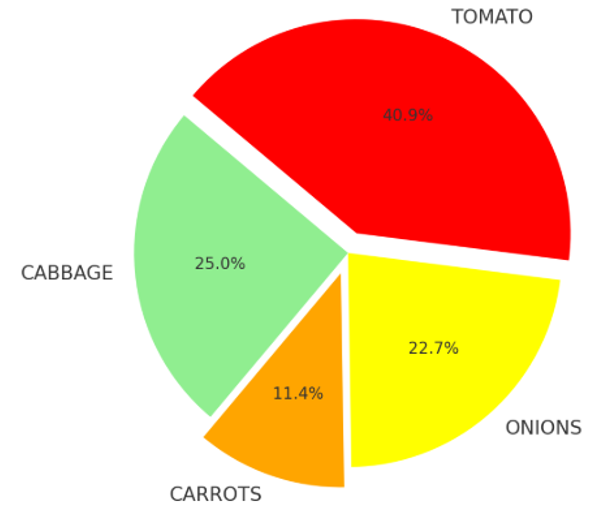 TOMATO
40.9%
25.0%
CABBAGE
22.7%
11.4%
ONIONS
CARROTS